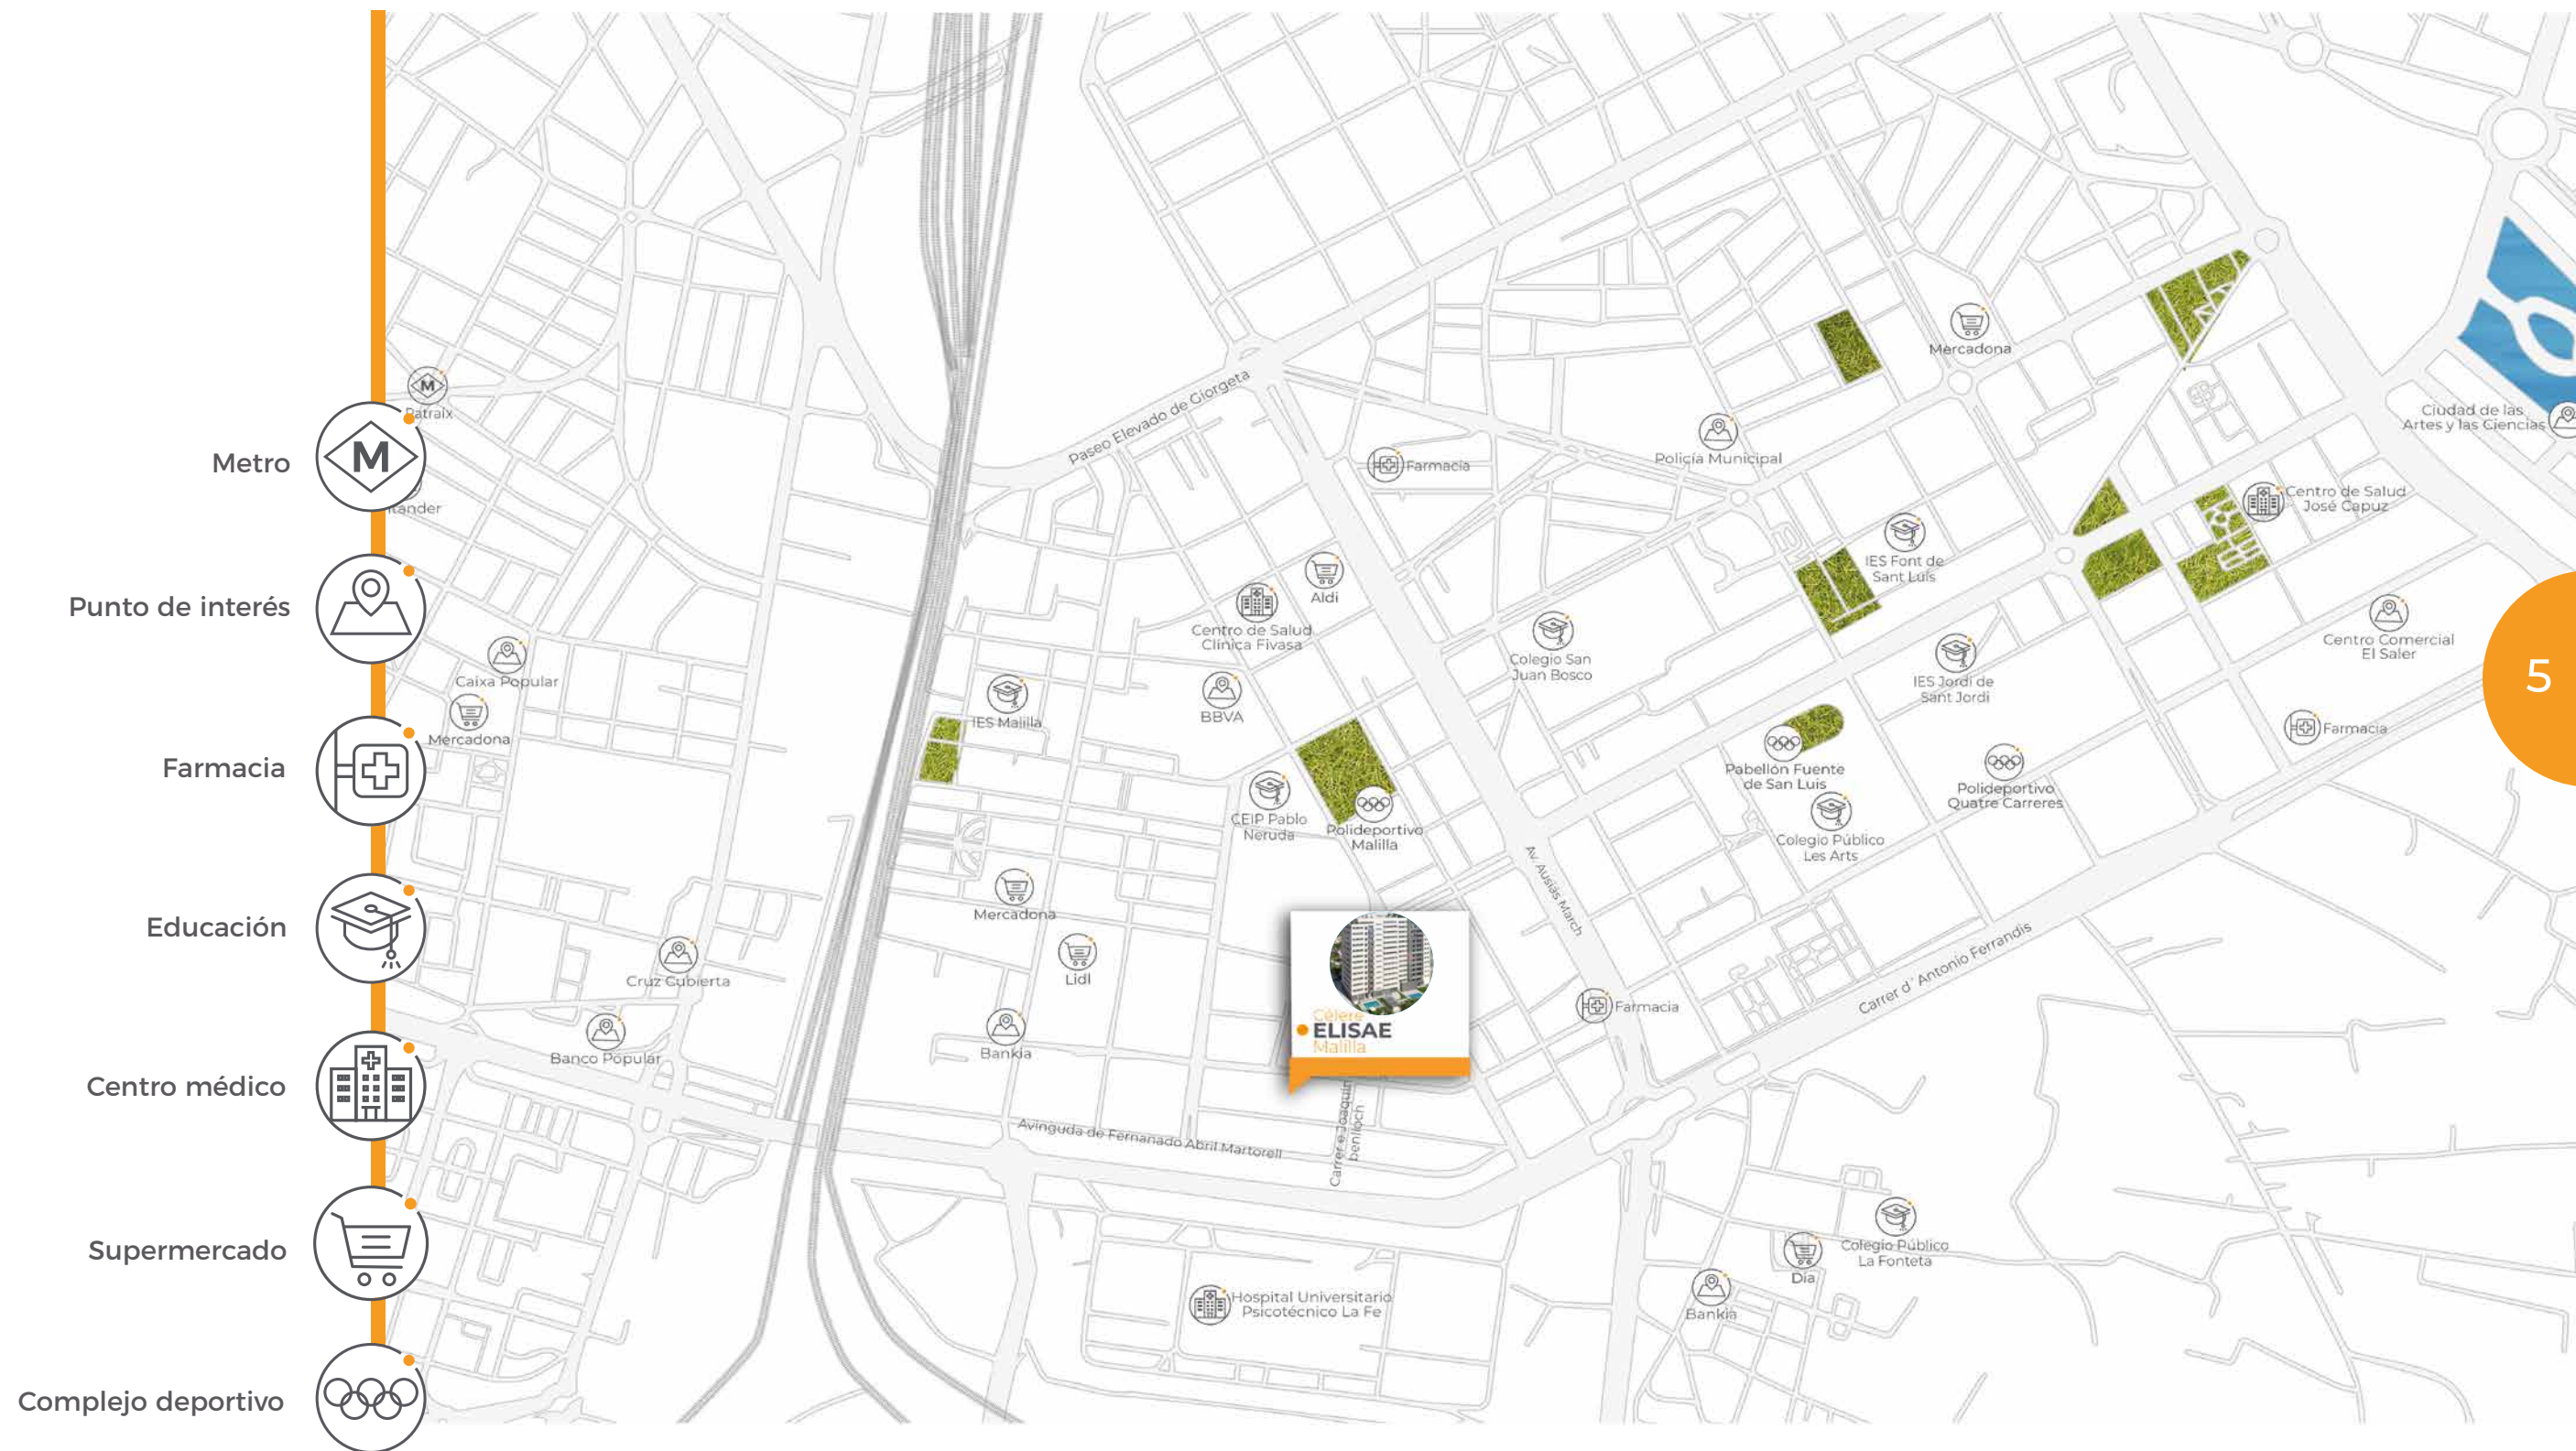 Metro
Punto de interés
Farmacia
Educación
Centro médico
Supermercado
Complejo deportivo
M
M
Patraix
Caixa Popular
Mercadona
Cruz Cubierta
Banco Popular
Paseo Elevado de Giorgeta
Farmacia
Policía Municipal
Mercadona
Ciudad de las
Artes y las Ciencias
Centro de Salud
José Capuz
IES Font de
Sant Luís
Aldi
Centro de Salud
Clínica Fivasa
Colegio San
Juan Bosco
IES Jordi de
Sant Jordi
Centro Comercial
El Saler
5
IES Malilla
BBVA
Farmacia
Pabellón Fuente
de San Luis
Polideportivo
Quatre Carreres
CEIP Pablo
Neruda
Polideportivo
Malilla
Colegio Público
Les Arts
Av. Ausiàs March
Mercadona
Lidl
Bankia
Célere
ELISAE
Malilla
Farmacia
Carrer d´ Antonio Ferrandis
Avinguda de Fernanado Abril Martorell
Carrer e Joaquin
benlloch
Hospital Universitario
Psicotécnico La Fe
Colegio Público
La Fonteta
Dia
Bankia